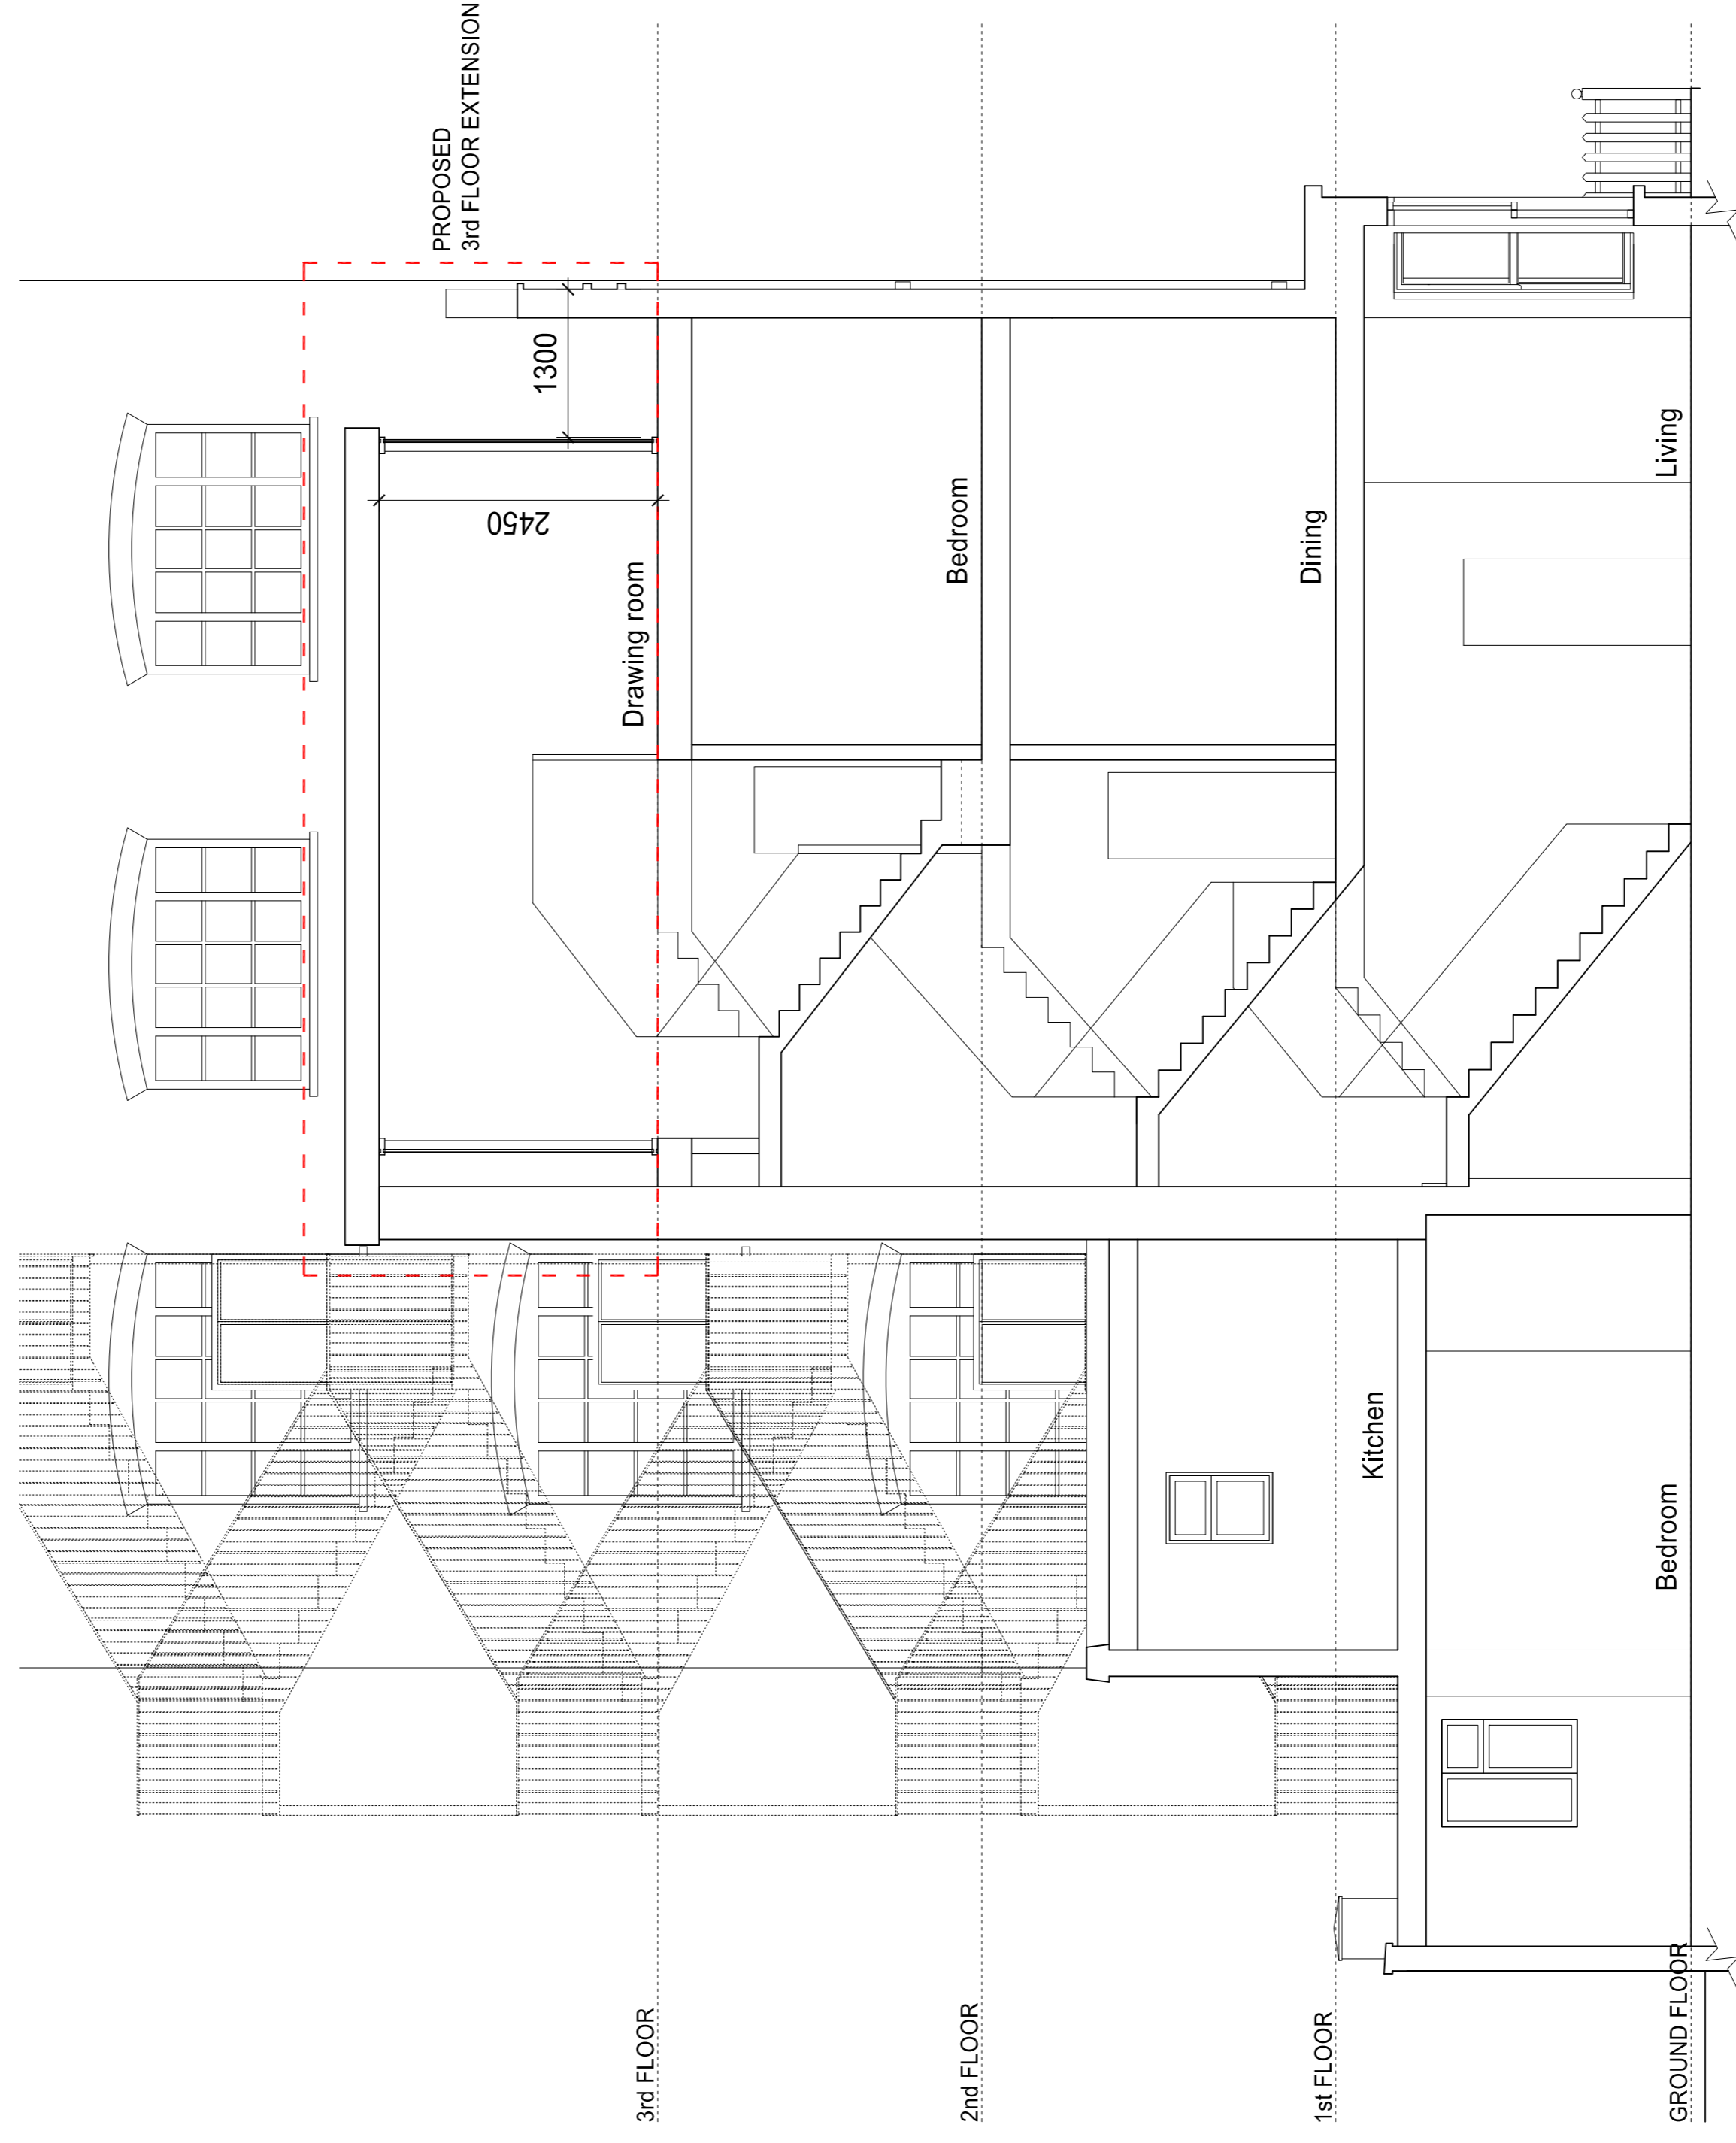 PROPOSED
3rd FLOOR EXTENSION
1300
2450
Drawing room
Bedroom
Dining
Living
Kitchen
Bedroom
3rd FLOOR
2nd FLOOR
1st FLOOR
GROUND FLOOR